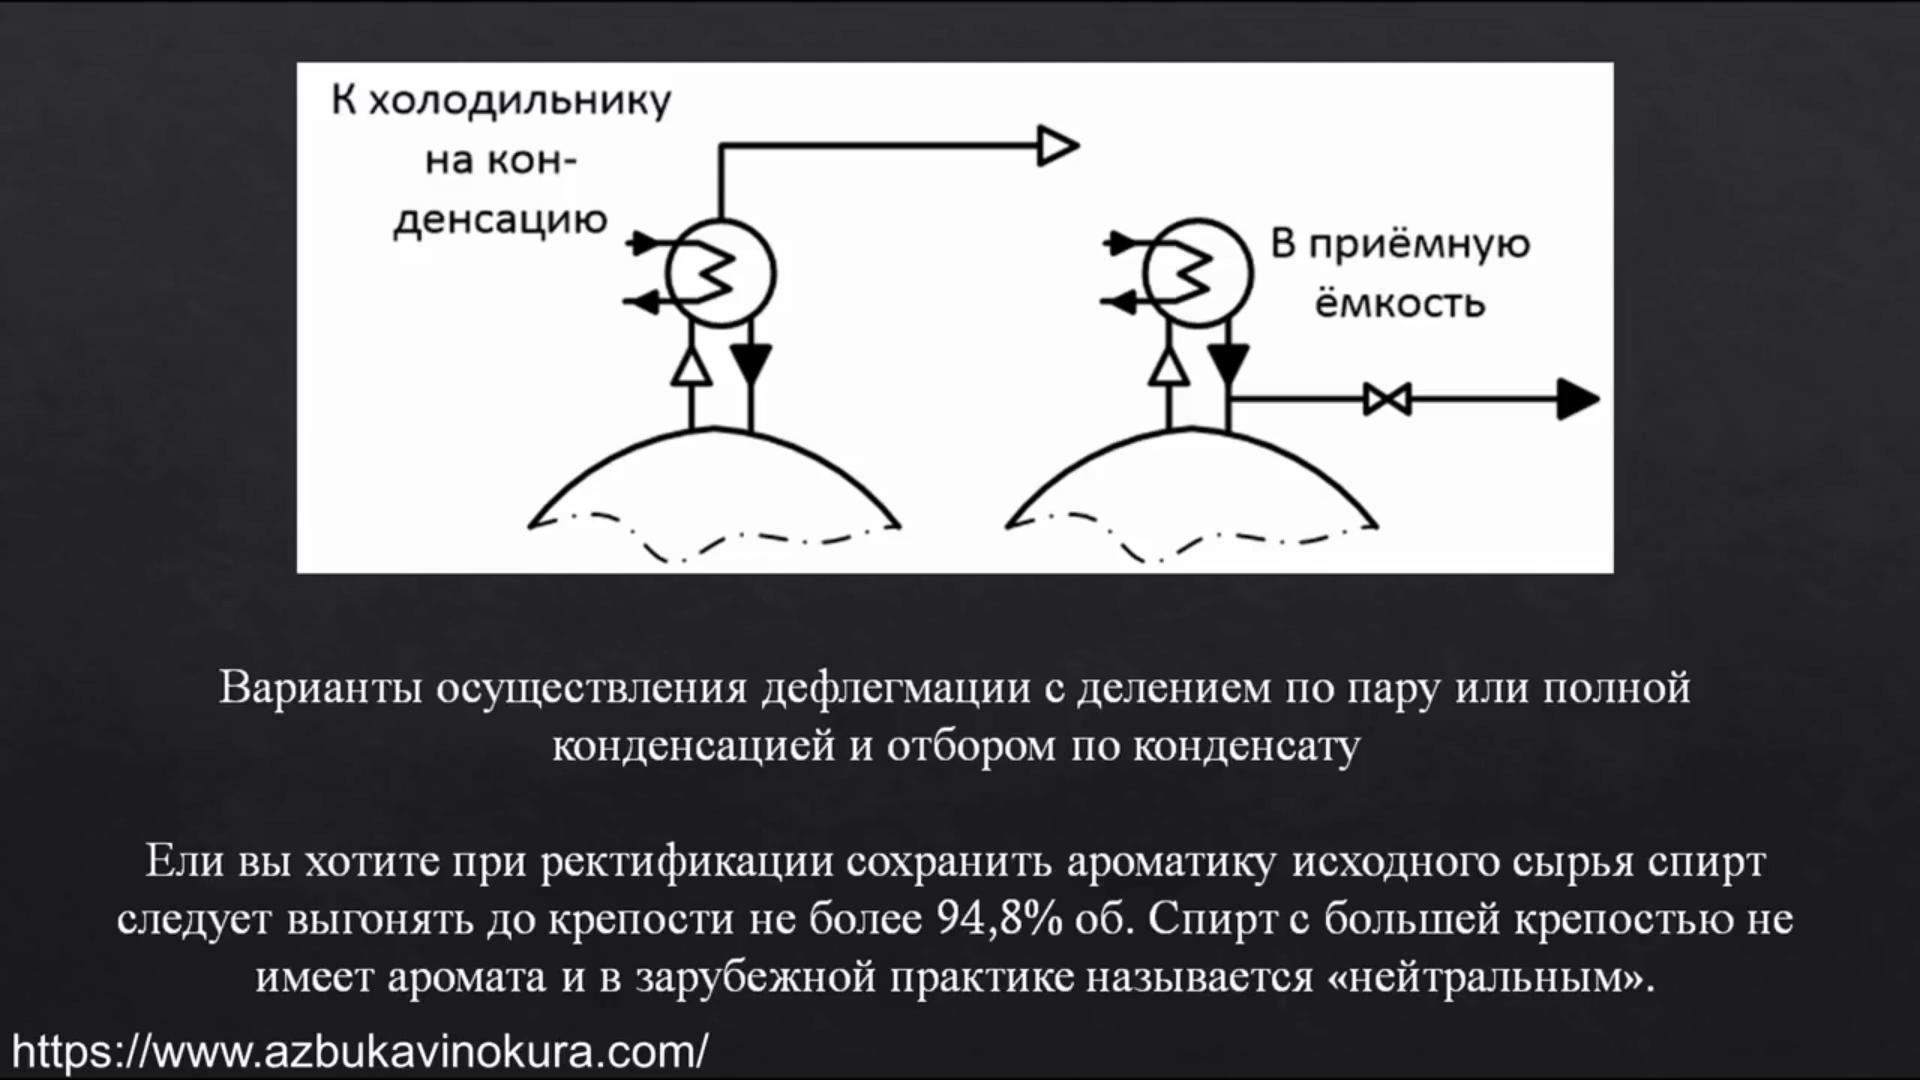 К холодильнику
на кон-
денсацию
В приёмную
ёмкость
Варианты осуществления дефлегмации с делением по пару или полной
конденсацией и отбором по конденсату
Ели вы хотите при ректификации сохранить ароматику исходного сырья спирт
следует выгонять до крепости не более 94,8% об. Спирт с большей крепостью не
имеет аромата и в зарубежной практике называется «нейтральным».
https://www.azbukavinokura.com/